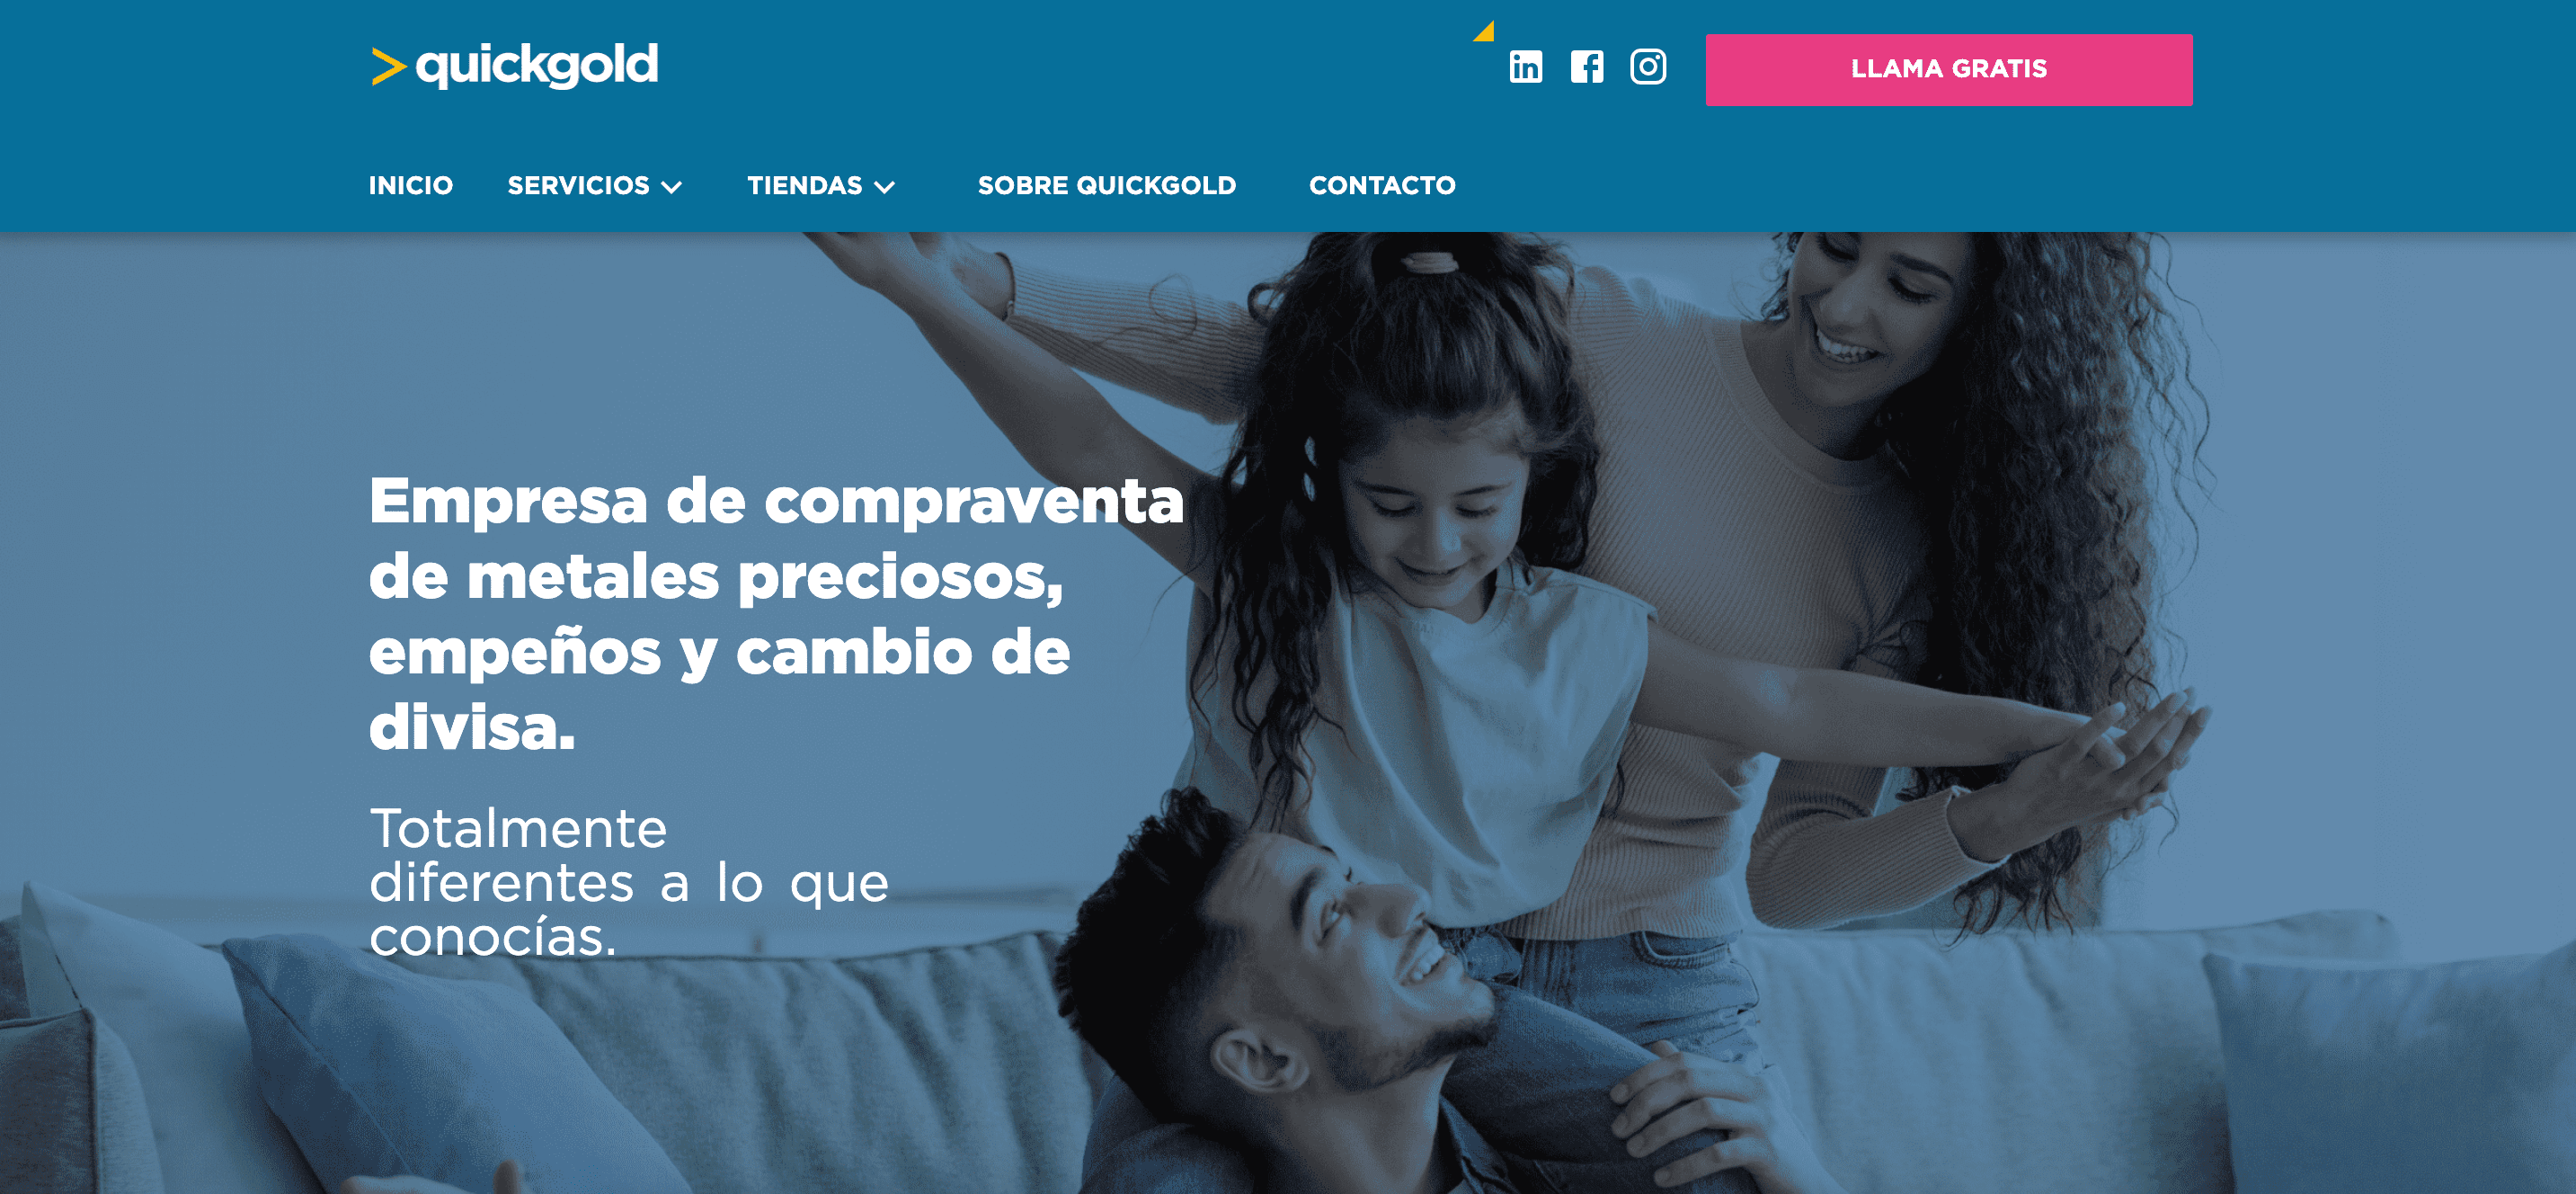 quickgold
LLAMA GRATIS
INICIO
SERVICIOS
TIENDAS
SOBRE QUICKGOLD
CONTACTO
Empresa de compraventa
de metales preciosos,
empeños y cambio de
divisa.
Totalmente
diferentes a lo que
conocías.